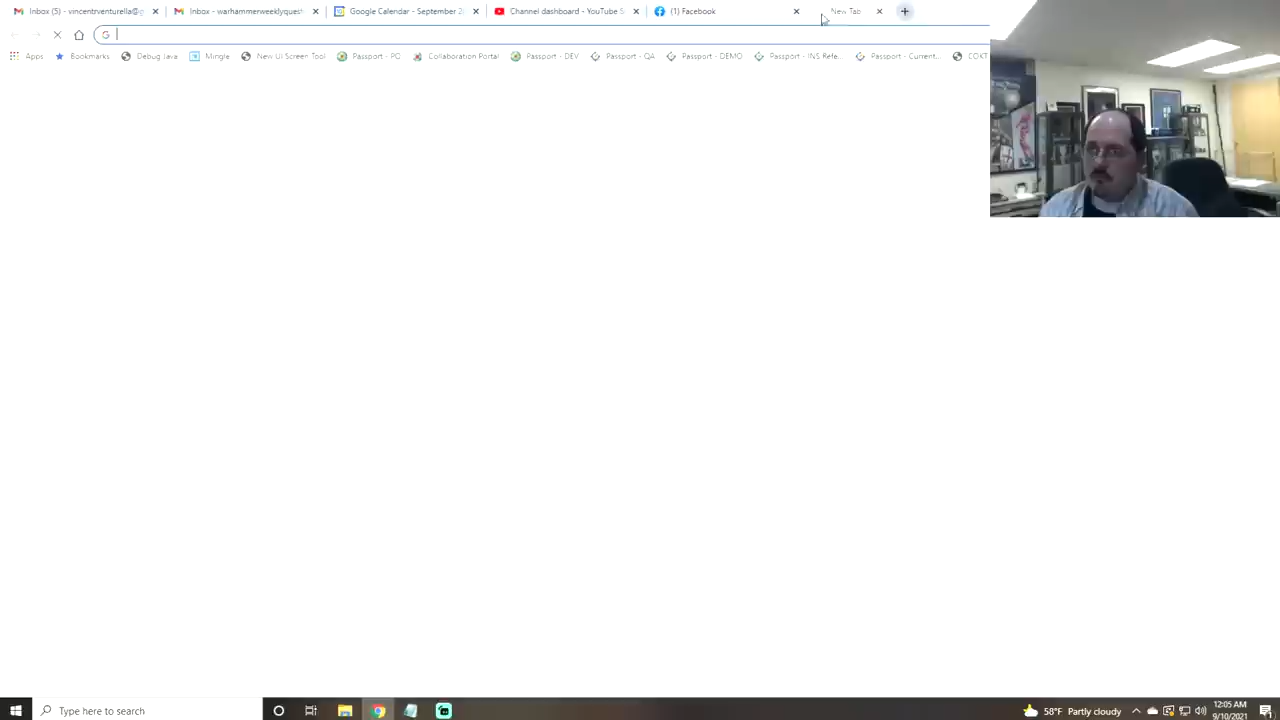 Inbox (5) - vincentrventurella@g
Inbox - warhammerweeklyquest
Google Calendar - September 2
Channel dashboard - YouTube S
(1) Facebook
New Tab
Apps
Bookmarks
Debug Java
Mingle
New UI Screen Tool
Passport - PO
Collaboration Portal
Passport - DEV
Passport - QA
Passport - DEMO
Passport - INS Refe...
Passport - Current...
Type here to search
58°F Partly cloudy
12:05 AM
9/10/2021